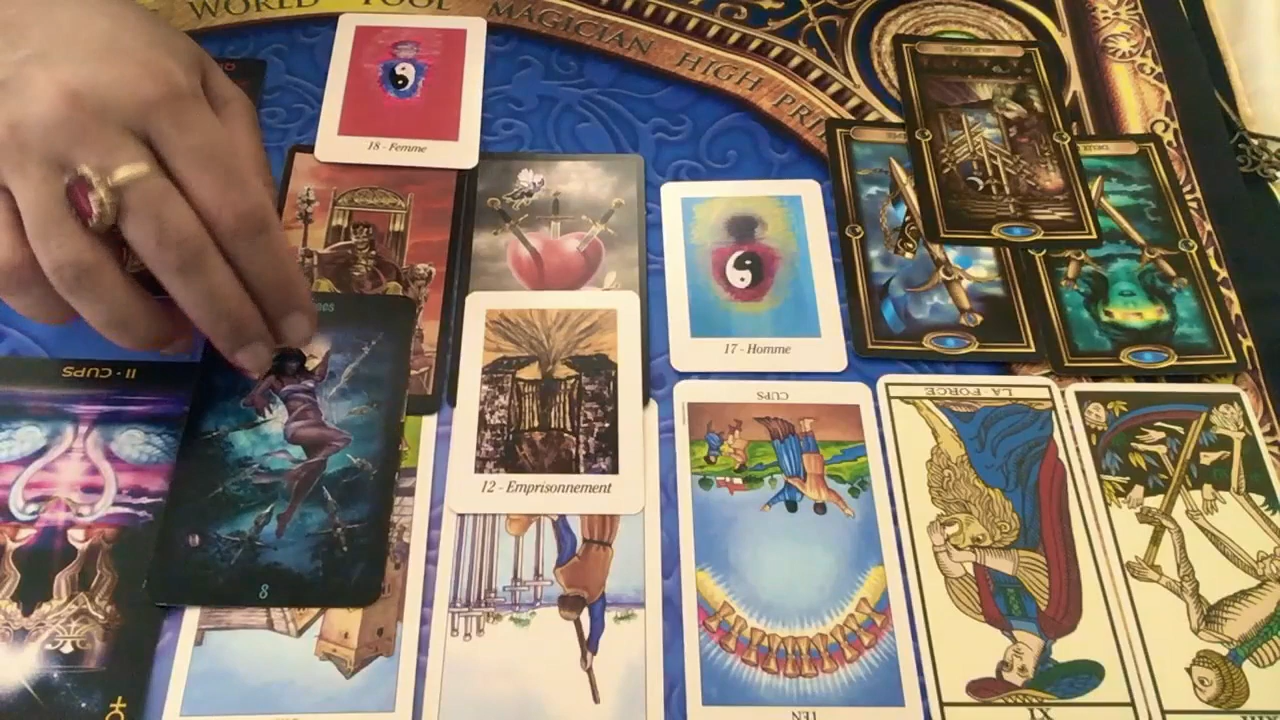 WORLD FOOL MAGICIAN HIGH PRI
18 - Femme
17 - Homme
II · CUPS
12 - Emprisonnement
8
CUPS
TEN
LA · FORCE
XI